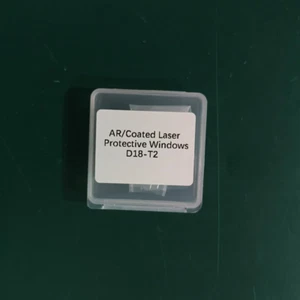 AR/Coated Laser
Protective Windows
D18-T2